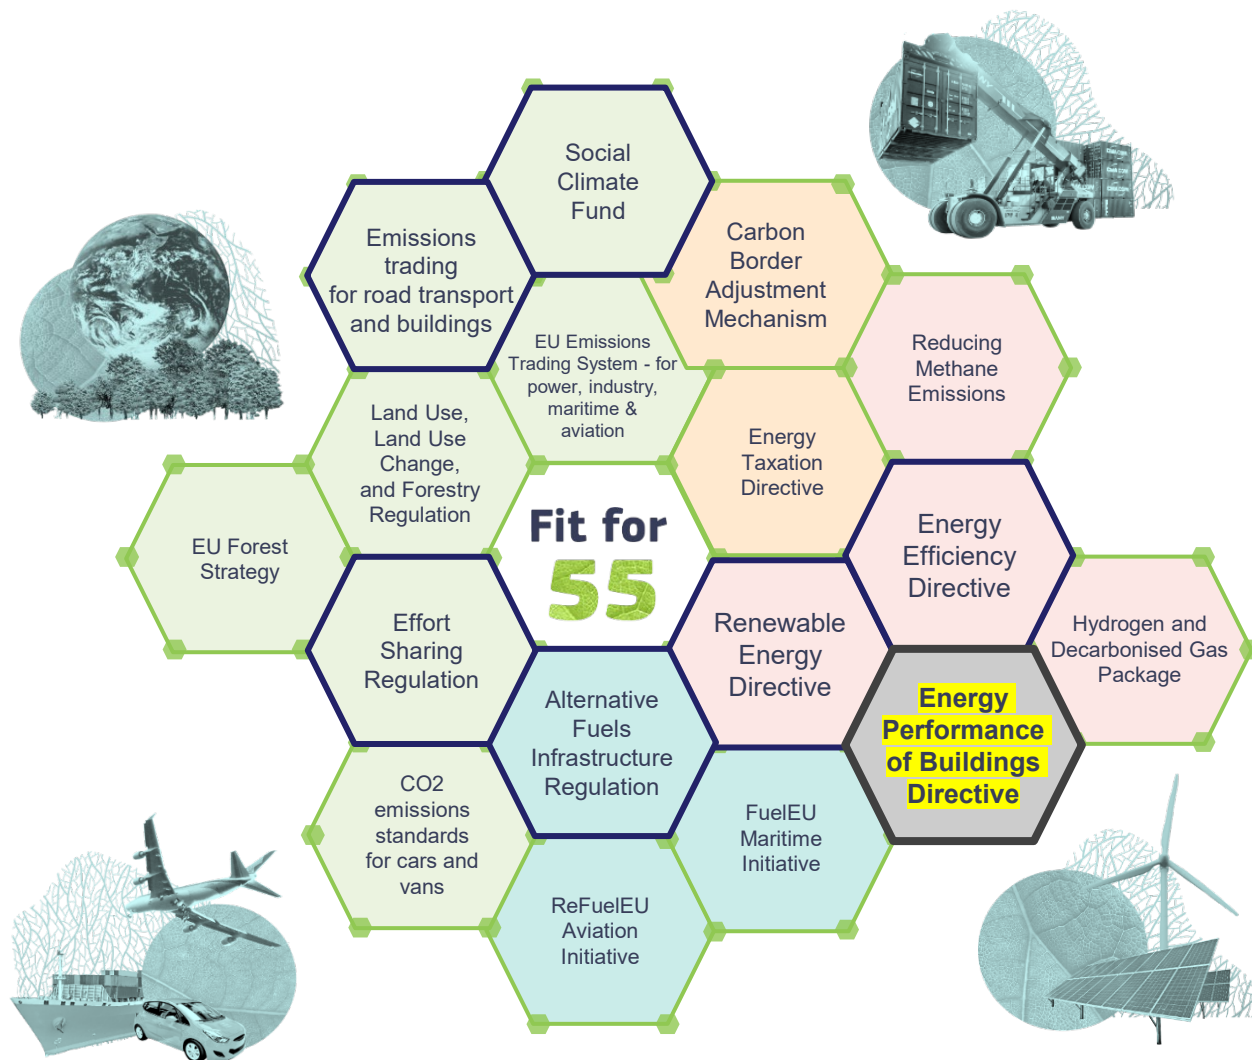 Social
Climate
Fund
Emissions
trading
for road transport
and buildings
Carbon
Border
Adjustment
Mechanism
EU Emissions
Trading System - for
power, industry,
maritime &
aviation
Reducing
Methane
Emissions
Land Use,
Land Use
Change,
and Forestry
Regulation
Energy
Taxation
Directive
EU Forest
Strategy
Fit for
55
Energy
Efficiency
Directive
Effort
Sharing
Regulation
Renewable
Energy
Directive
Hydrogen and
Decarbonised Gas
Package
Alternative
Fuels
Infrastructure
Regulation
Energy
Performance
of Buildings
Directive
CO2
emissions
standards
for cars and
vans
FuelEU
Maritime
Initiative
ReFuelEU
Aviation
Initiative